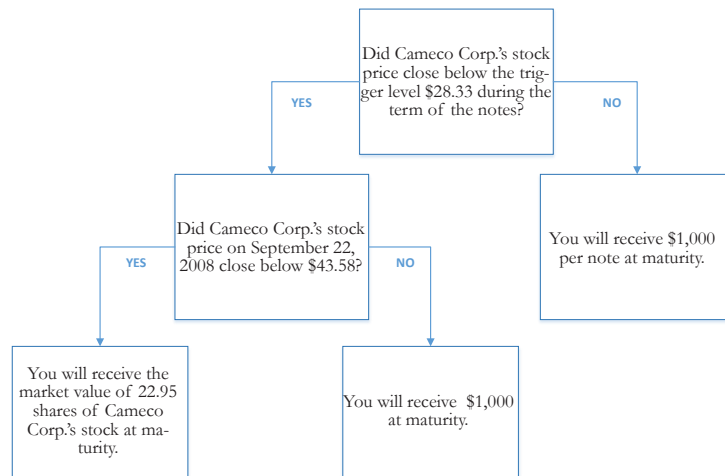 Did Cameco Corp.'s stock
price close below the trig-
ger level $28.33 during the
term of the notes?
YES
NO
Did Cameco Corp.'s stock
price on September 22,
2008 close below $43.58?
You will receive $1,000
per note at maturity.
YES
NO
You will receive the
market value of 22.95
shares of Cameco
Corp.'s stock at ma-
turity.
You will receive $1,000
at maturity.